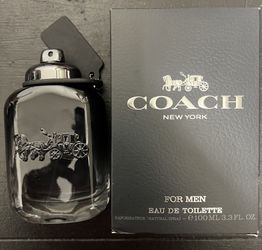 COACH
NEW YORK
FOR MEN
EAU DE TOILETTE
VAPORISATEUR NATURAL SPRAY ~ e 100 ML 3.3 FL. OZ